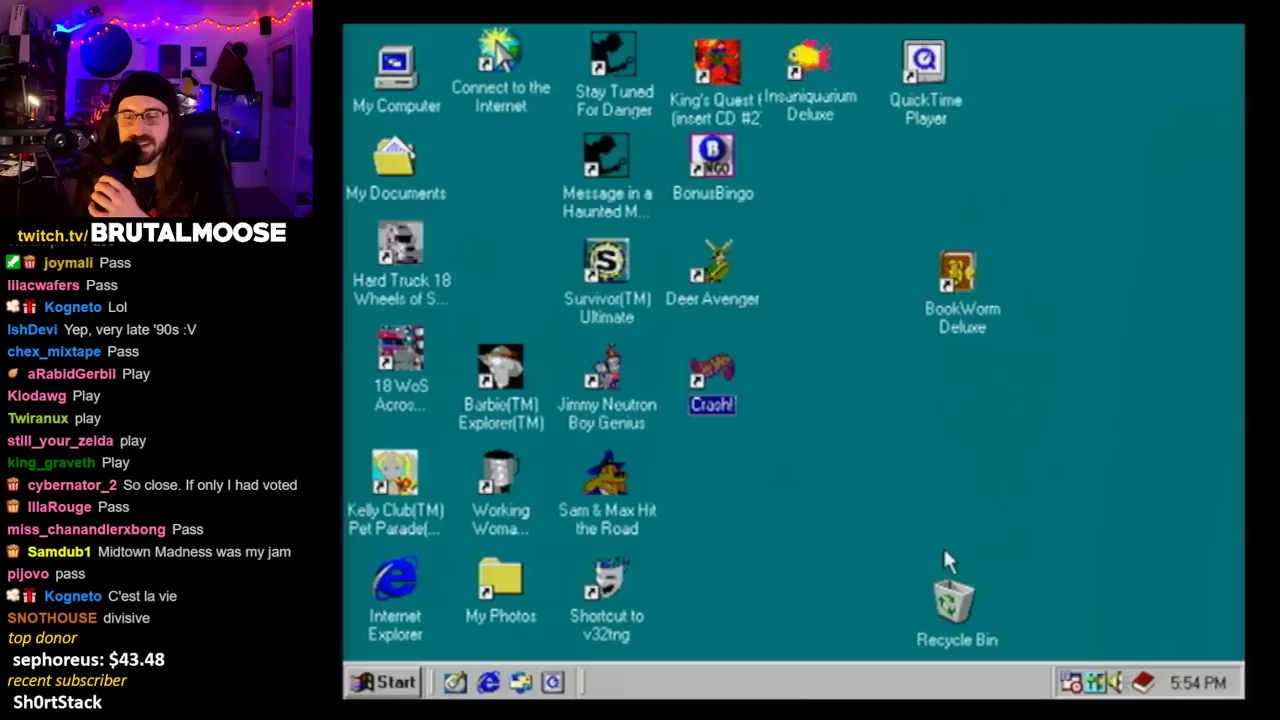 twitch.tv/BRUTALMOOSE
joymali Pass
lilacwafers Pass
Kogneto Lol
IshDevi Yep, very late '90s :V
chex_mixtape Pass
aRabidGerbil Play
Klodawg Play
Twiranux play
still_your_zelda play
king_graveth Play
cybernator_2 So close. If only I had voted
IllaRouge Pass
miss_chanandlerxbong Pass
Samdub1 Midtown Madness was my jam
pijovo pass
Kogneto C'est la vie
SNOTHOUSE divisive
top donor
sephoreus: $43.48
recent subscriber
Sh0rtStack
My Computer
Connect to the
Internet
Stay Tuned
For Danger
King's Quest
(insert CD #2)
Insaniquarium
Deluxe
QuickTime
Player
My Documents
Message in a
Haunted M...
BINGO
BonusBingo
Hard Truck 18
Wheels of S...
Survivor(TM)
Ultimate
Deer Avenger
BookWorm
Deluxe
18 WoS
Acros...
Barbie(TM)
Explorer(TM)
Jimmy Neutron
Boy Genius
Crash!
Kelly Club(TM)
Pet Parade(...
Working
Woma...
Sam & Max Hit
the Road
Internet
Explorer
My Photos
Shortcut to
v32tng
Recycle Bin
Start
5:54 PM